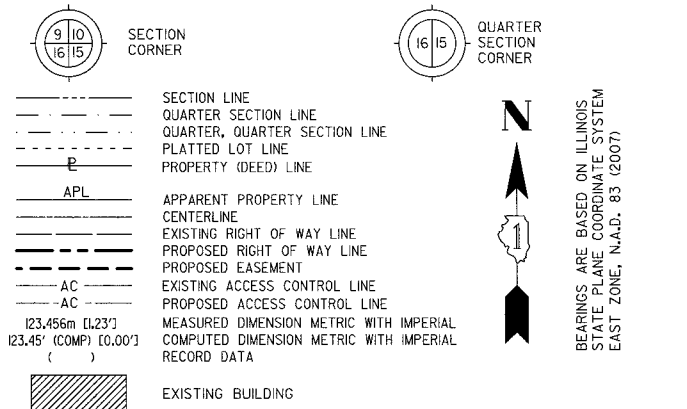 9 10
16 15
SECTION
CORNER
16 15
QUARTER
SECTION
CORNER
SECTION LINE
QUARTER SECTION LINE
QUARTER, QUARTER SECTION LINE
PLATTED LOT LINE
PROPERTY (DEED) LINE
APL
APPARENT PROPERTY LINE
CENTERLINE
EXISTING RIGHT OF WAY LINE
PROPOSED RIGHT OF WAY LINE
PROPOSED EASEMENT
AC
EXISTING ACCESS CONTROL LINE
AC
PROPOSED ACCESS CONTROL LINE
123.456m [1.23']
MEASURED DIMENSION METRIC WITH IMPERIAL
123.45' (COMP) [0.00']
COMPUTED DIMENSION METRIC WITH IMPERIAL
( )
RECORD DATA
EXISTING BUILDING
N
1
BEARINGS ARE BASED ON ILLINOIS
STATE PLANE COORDINATE SYSTEM
EAST ZONE, N.A.D. 83 (2007)